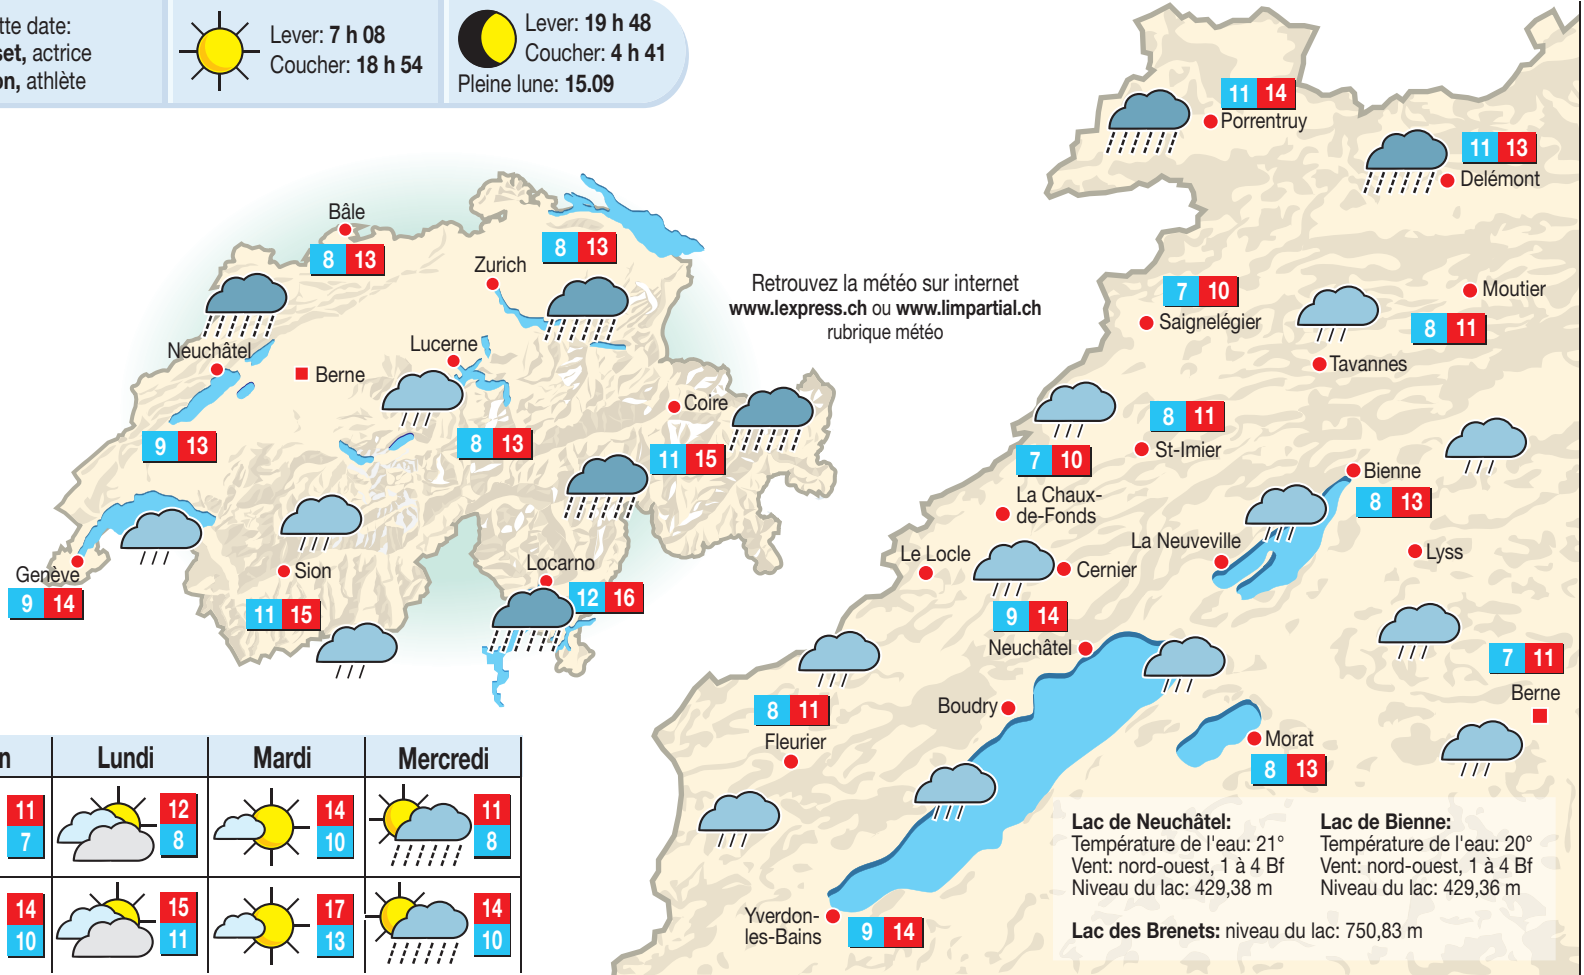 tte date:
set, actrice
on, athlète
Lever: 7 h 08
Coucher: 18 h 54
Lever: 19 h 48
Coucher: 4 h 41
Pleine lune: 15.09
Bâle
8 13
Zurich
8 13
Neuchâtel
9 13
Berne
Lucerne
8 13
Coire
11 15
Genève
9 14
Sion
11 15
Locarno
12 16
Retrouvez la météo sur internet
www.lexpress.ch ou www.limpartial.ch
rubrique météo
11 14
Porrentruy
11 13
Delémont
7 10
Saignelégier
Moutier
8 11
Tavannes
8 11
St-Imier
7 10
La Chaux-
de-Fonds
Bienne
8 13
La Neuveville
Lyss
Le Locle
Cernier
9 14
Neuchâtel
7 11
Berne
8 11
Fleurier
Boudry
Morat
8 13
Yverdon-
les-Bains
9 14
n
Lundi
Mardi
Mercredi
11
7
12
8
14
10
11
8
14
10
15
11
17
13
14
10
Lac de Neuchâtel:
Température de l'eau: 21°
Vent: nord-ouest, 1 à 4 Bf
Niveau du lac: 429,38 m
Lac de Bienne:
Température de l'eau: 20°
Vent: nord-ouest, 1 à 4 Bf
Niveau du lac: 429,36 m
Lac des Brenets: niveau du lac: 750,83 m